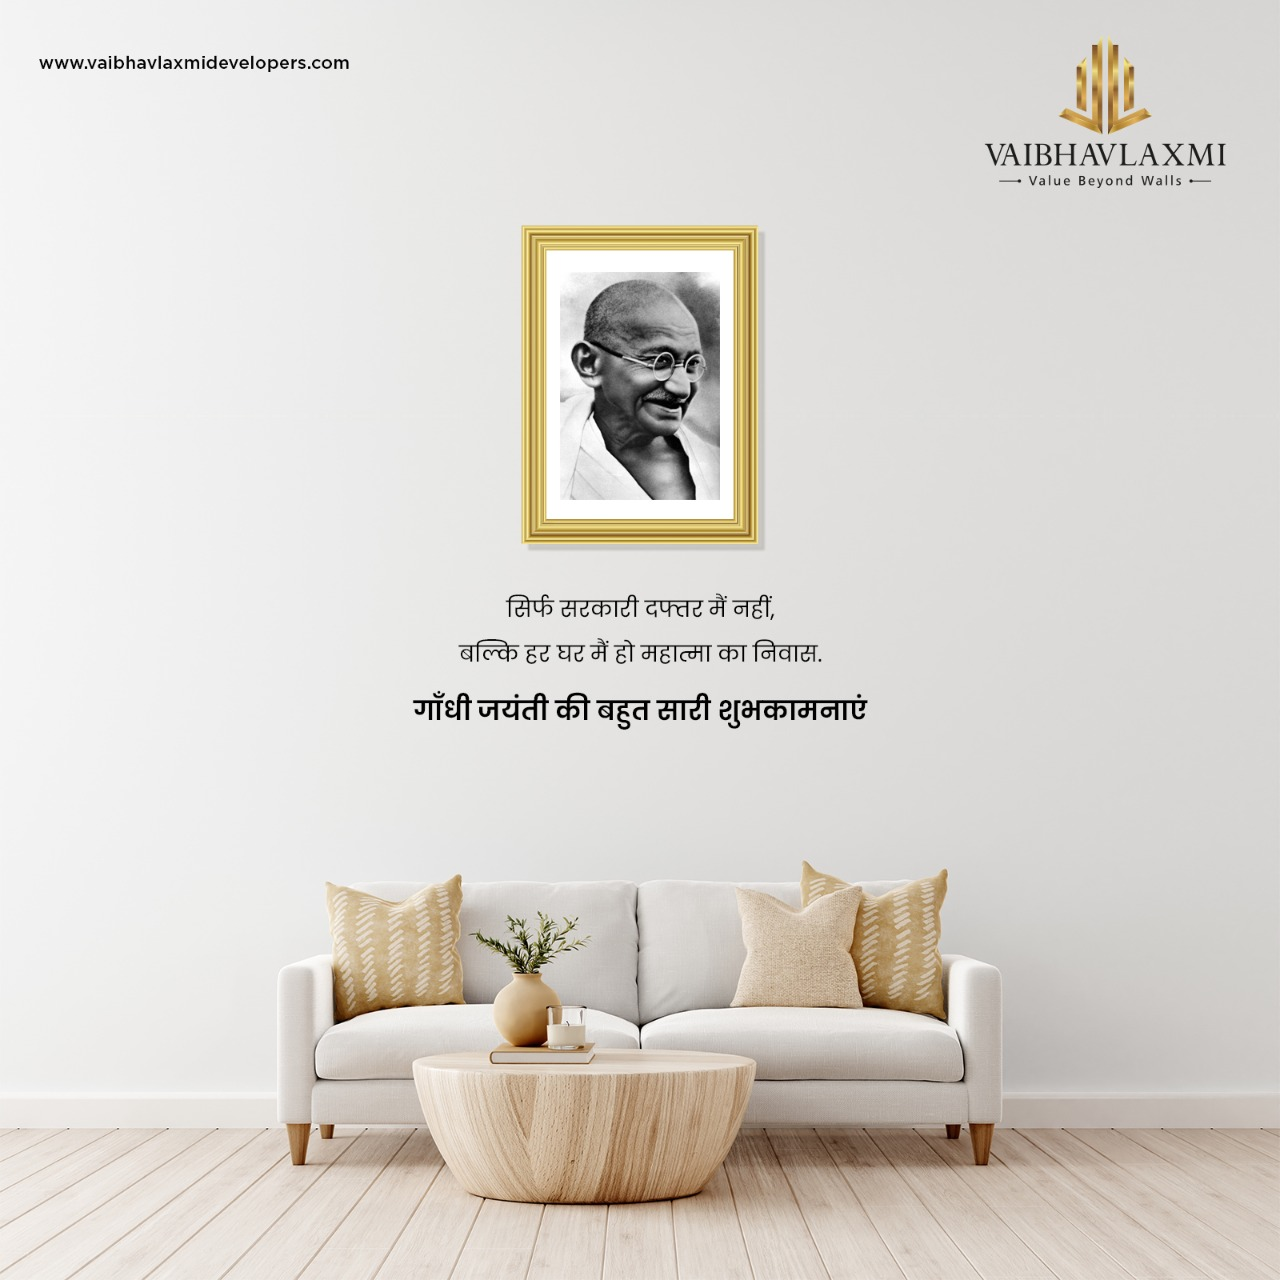 www.vaibhavlaxmidevelopers.com
VAIBHAVLAXMI
Value Beyond Walls
सिर्फ सरकारी दफ्तर मैं नहीं,
बल्कि हर घर मैं हो महात्मा का निवास.
गाँधी जयंती की बहुत सारी शुभकामनाएं